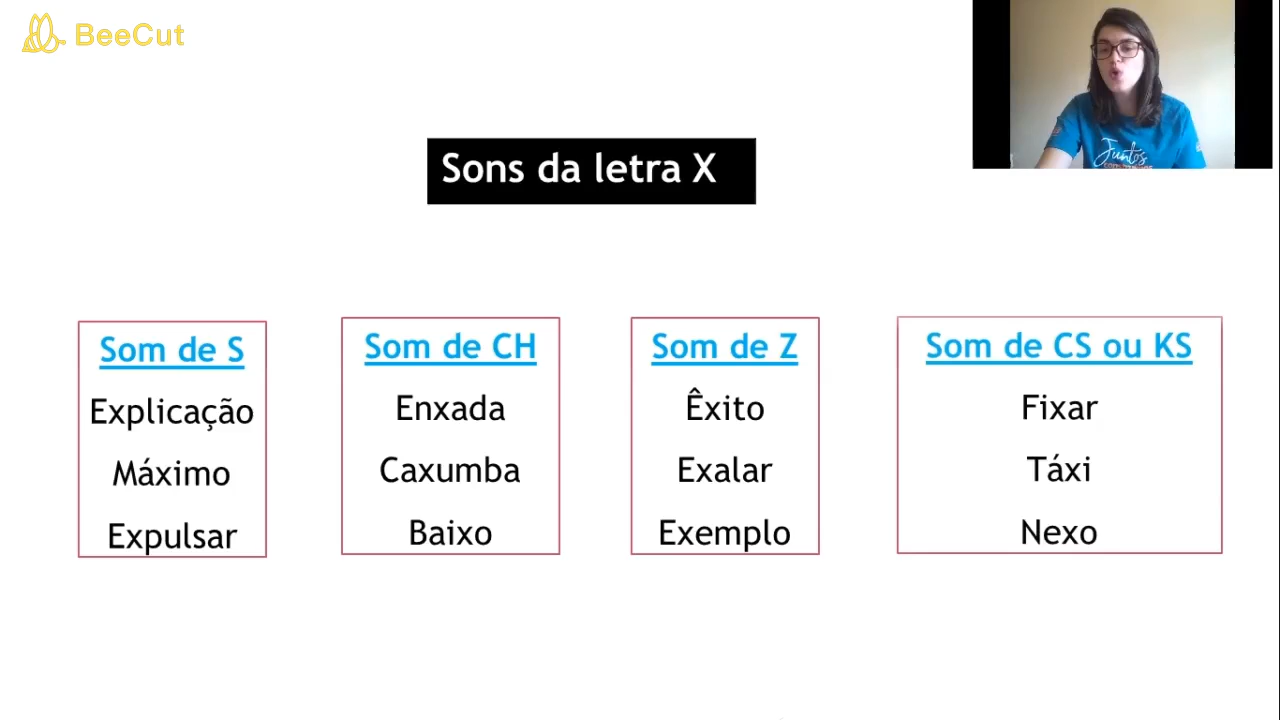 BeeCut
Juntos
Sons da letra X
Som de S
Explicação
Máximo
Expulsar
Som de CH
Enxada
Caxumba
Baixo
Som de Z
Êxito
Exalar
Exemplo
Som de CS ou KS
Fixar
Táxi
Nexo